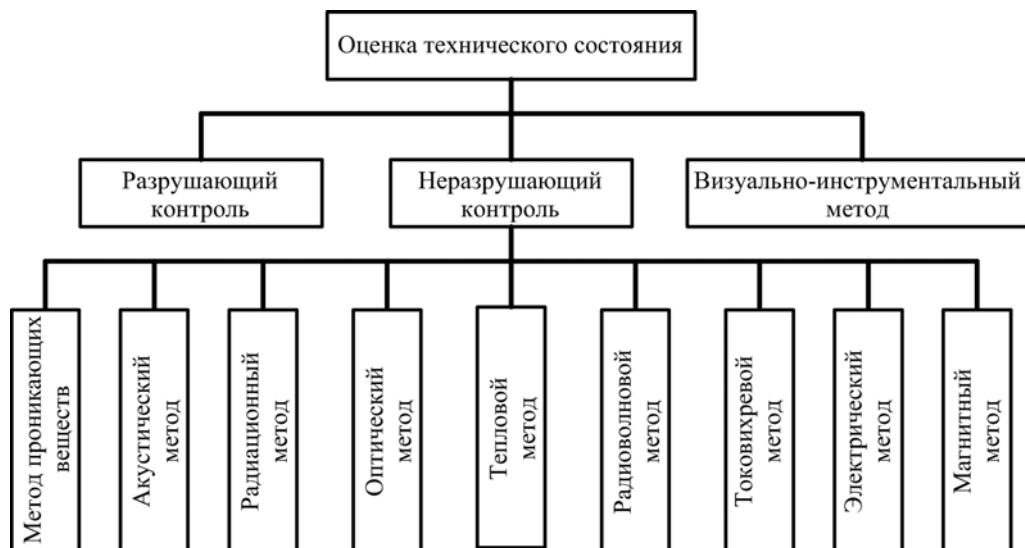 Оценка технического состояния
Разрушающий
контроль
Неразрушающий
контроль
Визуально-инструментальный
метод
Метод проникающих
веществ
Акустический
метод
Радиационный
метод
Оптический
метод
Тепловой
метод
Радиоволновой
метод
Токовихревой
метод
Электрический
метод
Магнитный
метод